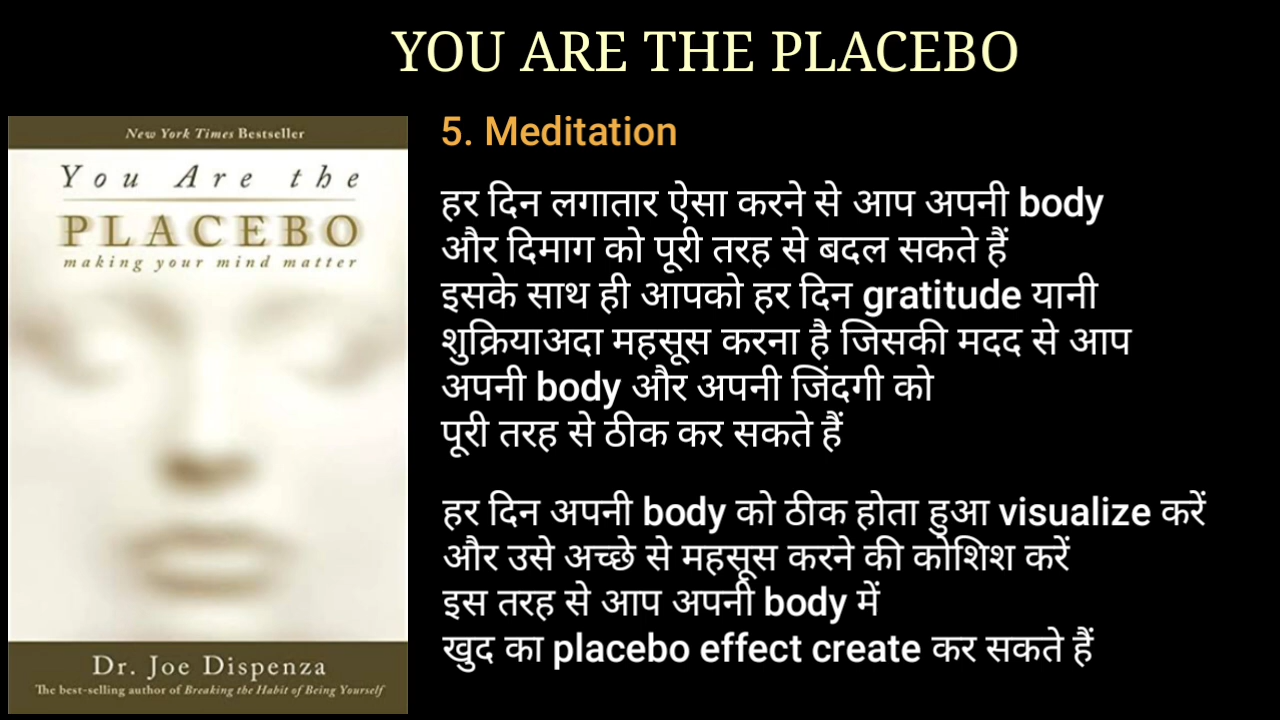 YOU ARE THE PLACEBO
New York Times Bestseller
You Are the
PLACEBO
making your mind matter
Dr. Joe Dispenza
The best-selling author of Breaking the Habit of Being Yourself
5. Meditation
हर दिन लगातार ऐसा करने से आप अपनी body
और दिमाग को पूरी तरह से बदल सकते हैं
इसके साथ ही आपको हर दिन gratitude यानी
शुक्रियाअदा महसूस करना है जिसकी मदद से आप
अपनी body और अपनी जिंदगी को
पूरी तरह से ठीक कर सकते हैं
हर दिन अपनी body को ठीक होता हुआ visualize करें
और उसे अच्छे से महसूस करने की कोशिश करें
इस तरह से आप अपनी body में
खुद का placebo effect create कर सकते हैं